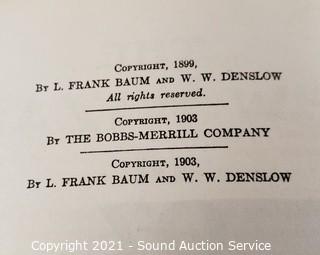 Copyright, 1899,
By L. FRANK BAUM and W. W. DENSLOW
All rights reserved.
Copyright, 1903
By THE BOBBS-MERRILL COMPANY
Copyright, 1903,
By L. FRANK BAUM and W. W. DENSLOW
Copyright 2021 - Sound Auction Service